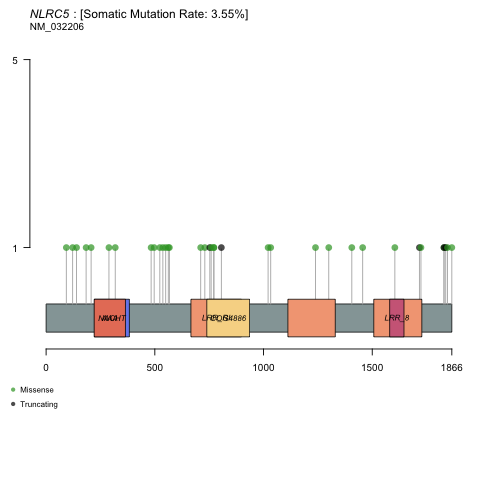 NLRC5 : [Somatic Mutation Rate: 3.55%]
NM_032206
5
1
LRR_8
0 500 1000 1500 1866
Missense
Truncating